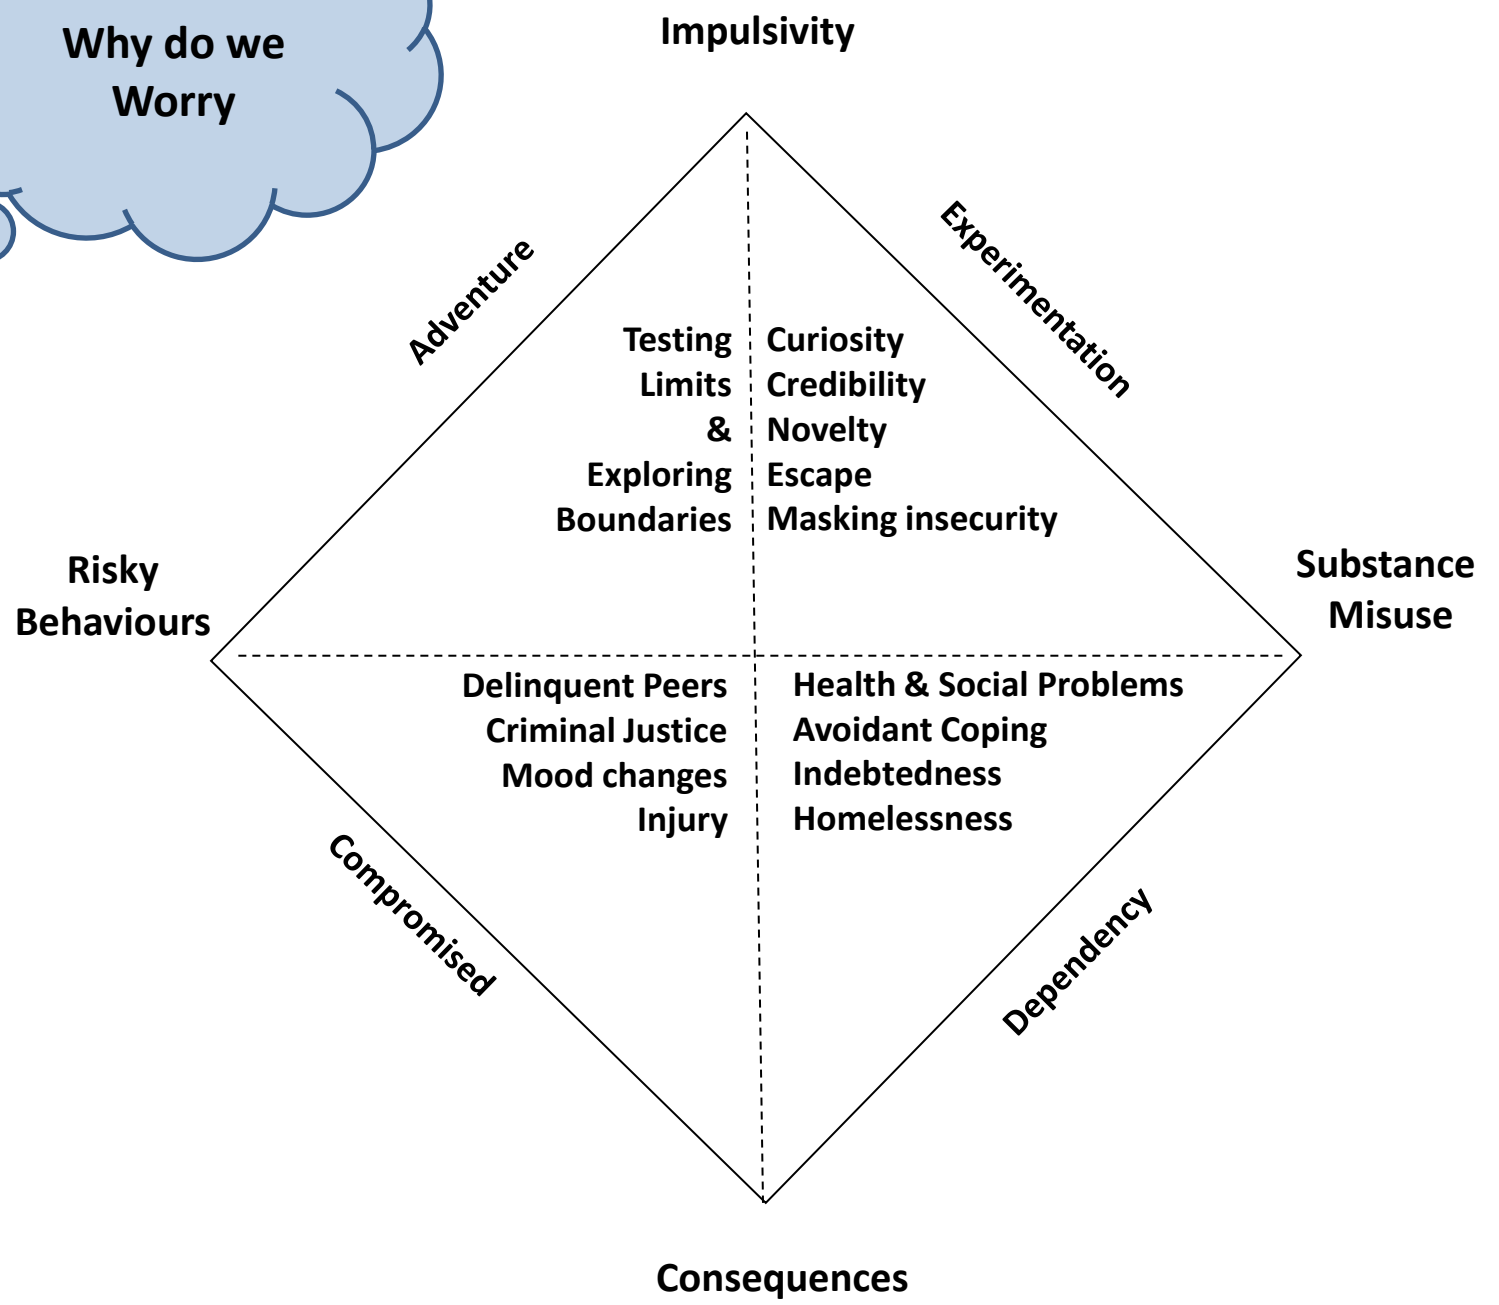 Why do we
Worry
Impulsivity
Adventure
Experimentation
Testing
Limits
&
Exploring
Boundaries
Curiosity
Credibility
Novelty
Escape
Masking insecurity
Risky
Behaviours
Substance
Misuse
Delinquent Peers
Criminal Justice
Mood changes
Injury
Health & Social Problems
Avoidant Coping
Indebtedness
Homelessness
Compromised
Dependency
Consequences